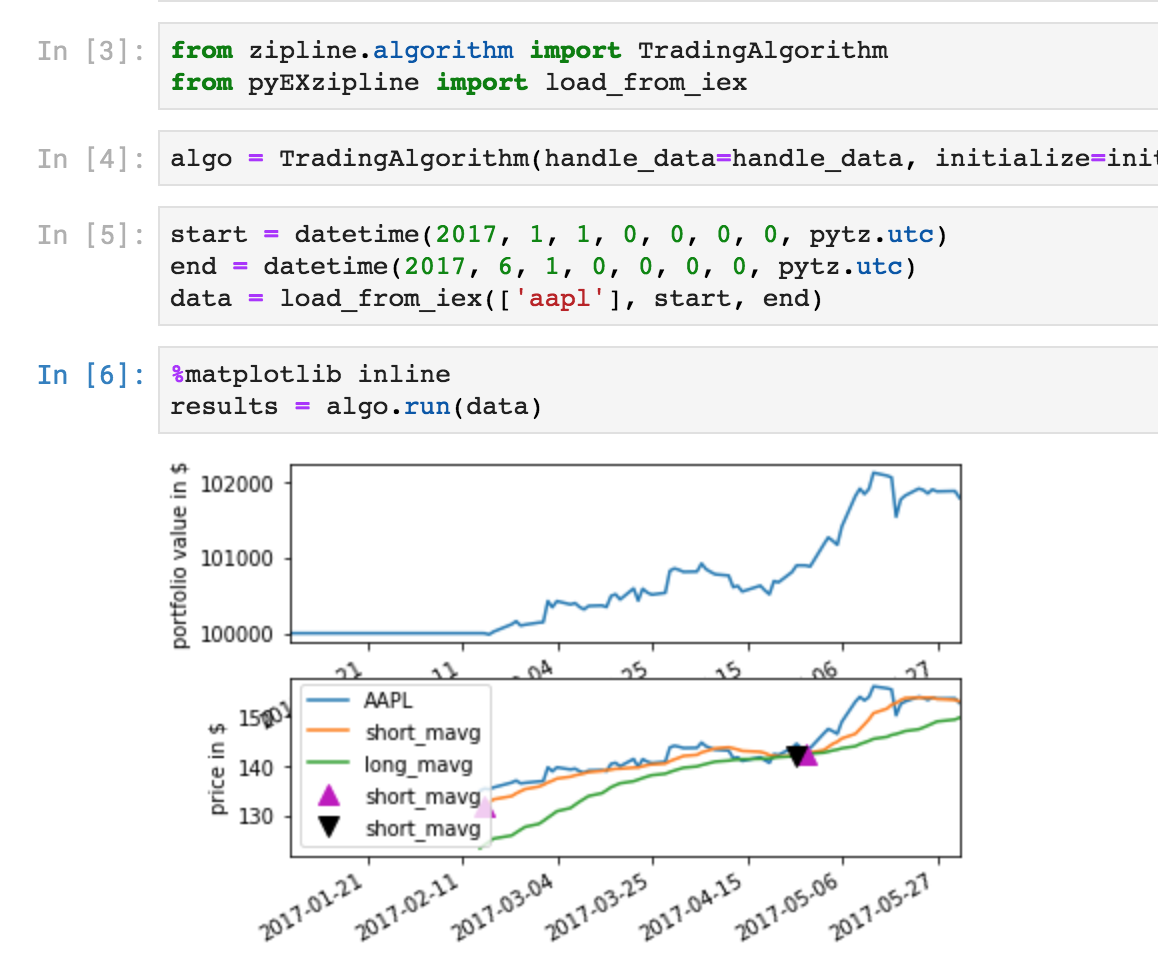 In [3]:
from zipline.algorithm import TradingAlgorithm
from pyEXzipline import load_from_iex
In [4]:
algo = TradingAlgorithm(handle_data=handle_data, initialize=init
In [5]:
start = datetime(2017, 1, 1, 0, 0, 0, 0, pytz.utc)
end = datetime(2017, 6, 1, 0, 0, 0, 0, pytz.utc)
data = load_from_iex(['aapl'], start, end)
In [6]:
%matplotlib inline
results = algo.run(data)
portfolio value in $
102000
101000
100000
21 11 04 25 15 06 27
price in $
150
140
130
AAPL
short_mavg
long_mavg
short_mavg
short_mavg
2017-01-21 2017-02-11 2017-03-04 2017-03-25 2017-04-15 2017-05-06 2017-05-27